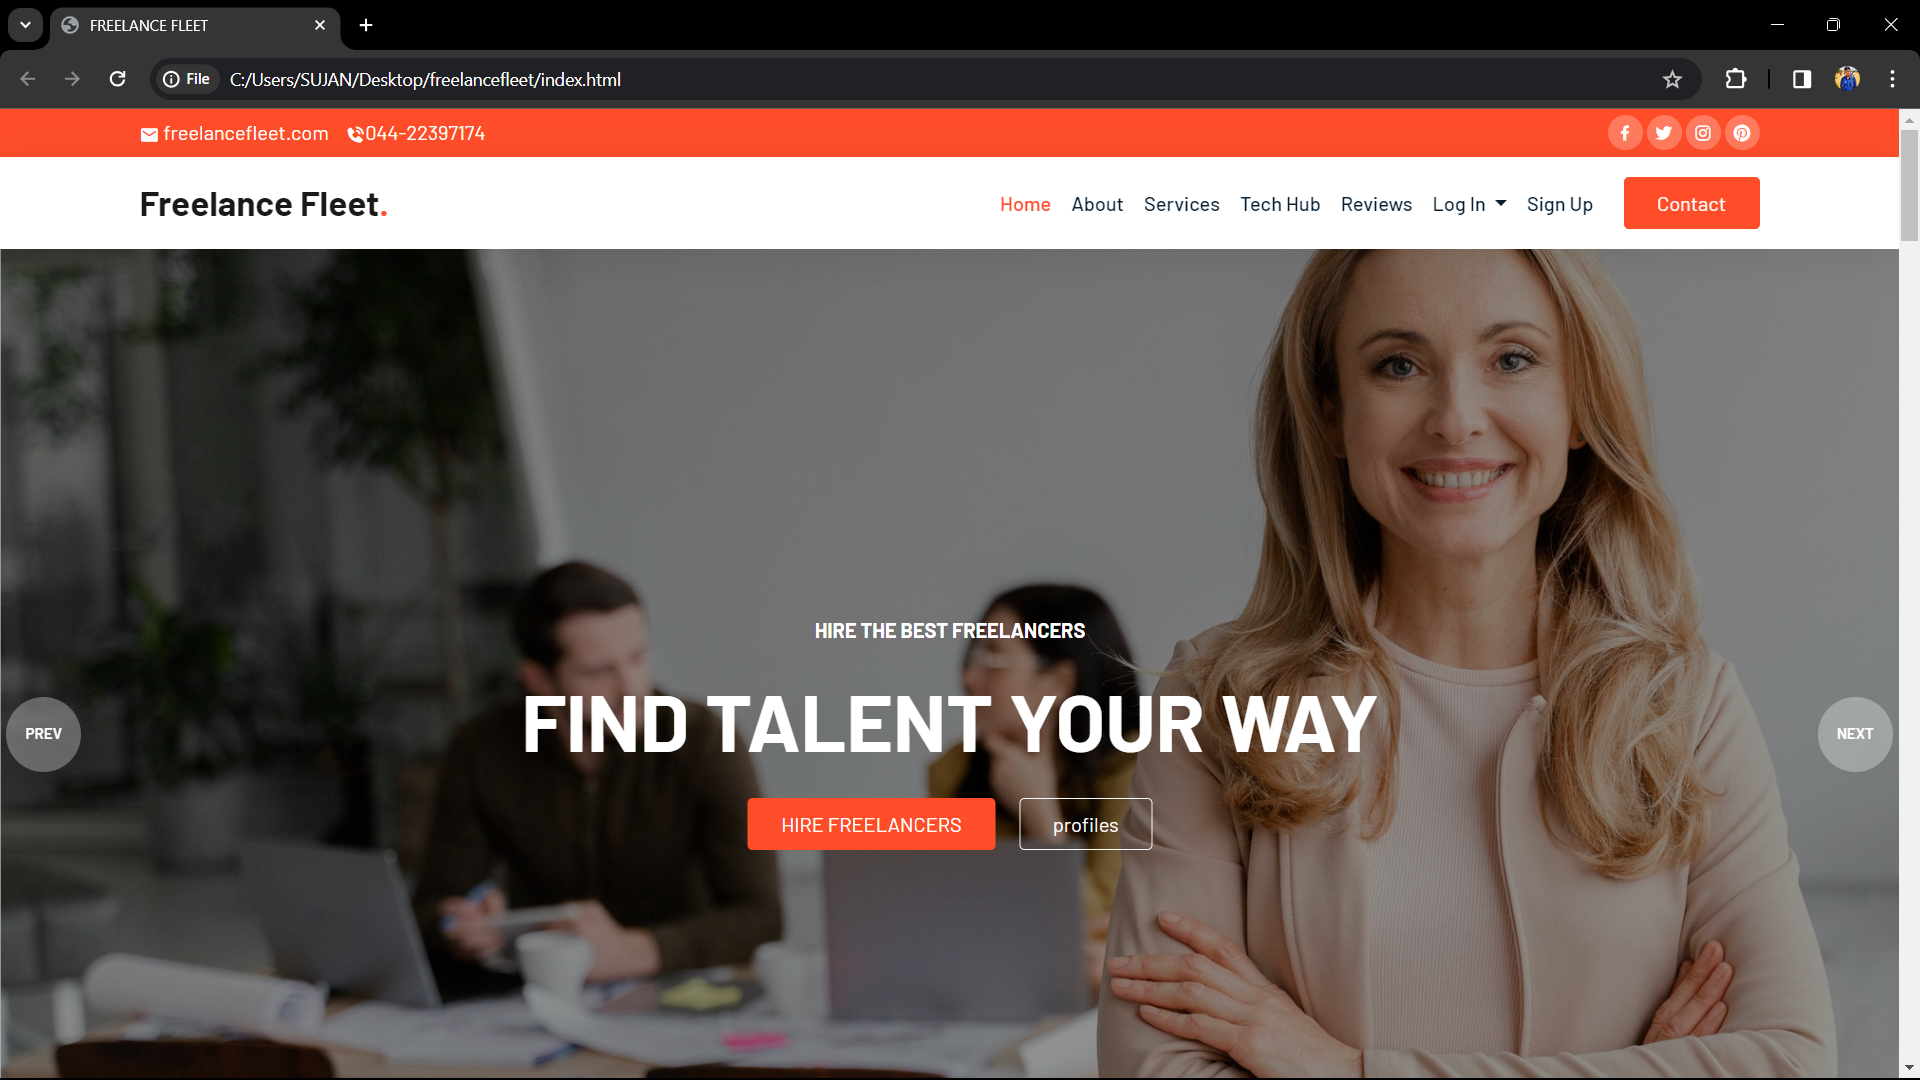 FREELANCE FLEET
File C:/Users/SUJAN/Desktop/freelancefleet/index.html
freelancefleet.com 044-22397174
Freelance Fleet.
Home About Services Tech Hub Reviews Log In Sign Up Contact
HIRE THE BEST FREELANCERS
FIND TALENT YOUR WAY
PREV
NEXT
HIRE FREELANCERS profiles